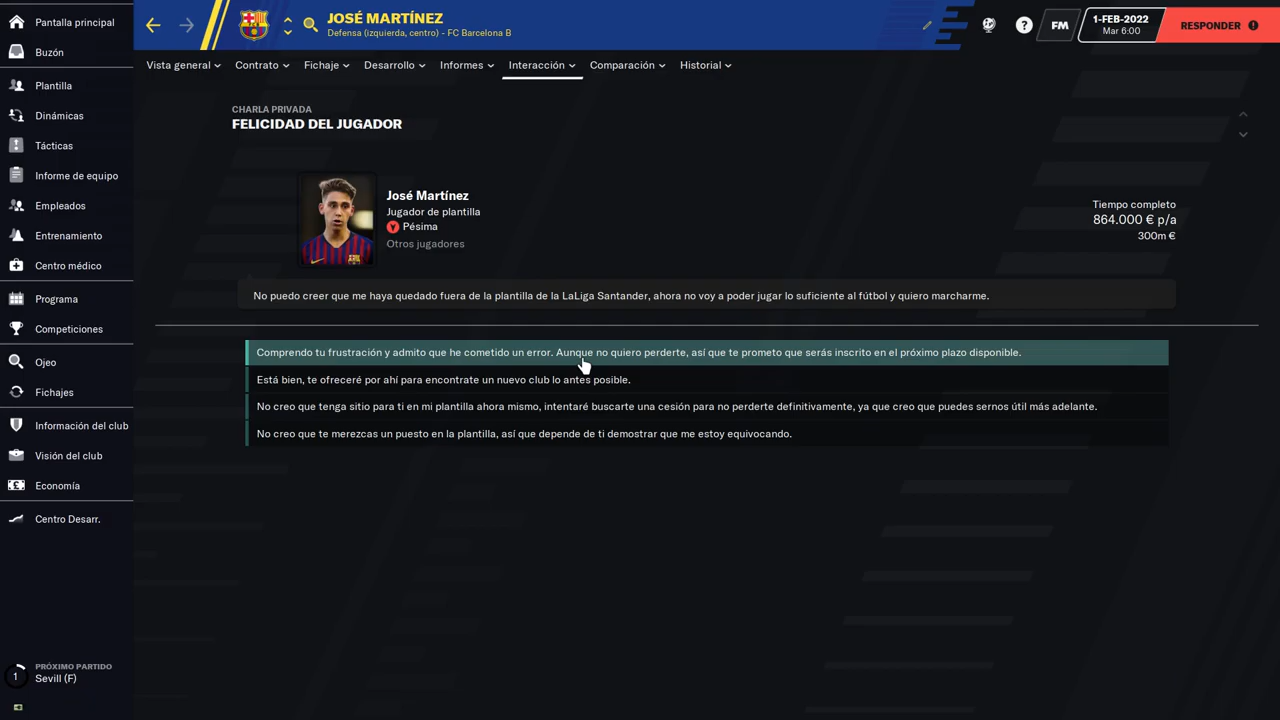 Pantalla principal
Buzón
Plantilla
Dinámicas
Tácticas
Informe de equipo
Empleados
Entrenamiento
Centro médico
Programa
Competiciones
Ojeo
Fichajes
Información del club
Visión del club
Economía
Centro Desarr.
PRÓXIMO PARTIDO
1
Sevill (F)
JOSÉ MARTÍNEZ
Defensa (izquierda, centro) - FC Barcelona B
FM
1-FEB-2022
Mar 6:00
RESPONDER
Vista general
Contrato
Fichaje
Desarrollo
Informes
Interacción
Comparación
Historial
CHARLA PRIVADA
FELICIDAD DEL JUGADOR
José Martínez
Jugador de plantilla
Pésima
Otros jugadores
Tiempo completo
864.000 € p/a
300m €
No puedo creer que me haya quedado fuera de la plantilla de la LaLiga Santander, ahora no voy a poder jugar lo suficiente al fútbol y quiero marcharme.
Comprendo tu frustración y admito que he cometido un error. Aunque no quiero perderte, así que te prometo que serás inscrito en el próximo plazo disponible.
Está bien, te ofreceré por ahí para encontrate un nuevo club lo antes posible.
No creo que tenga sitio para ti en mi plantilla ahora mismo, intentaré buscarte una cesión para no perderte definitivamente, ya que creo que puedes sernos útil más adelante.
No creo que te merezcas un puesto en la plantilla, así que depende de ti demostrar que me estoy equivocando.